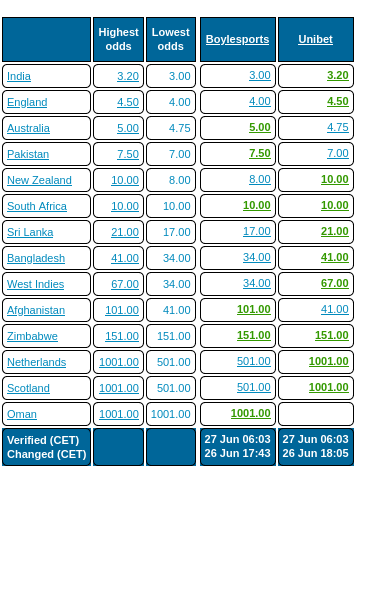 Highest odds Lowest odds Boylesports Unibet
India 3.20 3.00 3.00 3.20
England 4.50 4.00 4.00 4.50
Australia 5.00 4.75 5.00 4.75
Pakistan 7.50 7.00 7.50 7.00
New Zealand 10.00 8.00 8.00 10.00
South Africa 10.00 10.00 10.00 10.00
Sri Lanka 21.00 17.00 17.00 21.00
Bangladesh 41.00 34.00 34.00 41.00
West Indies 67.00 34.00 34.00 67.00
Afghanistan 101.00 41.00 101.00 41.00
Zimbabwe 151.00 151.00 151.00 151.00
Netherlands 1001.00 501.00 501.00 1001.00
Scotland 1001.00 501.00 501.00 1001.00
Oman 1001.00 1001.00 1001.00
Verified (CET) 27 Jun 06:03 27 Jun 06:03
Changed (CET) 26 Jun 17:43 26 Jun 18:05